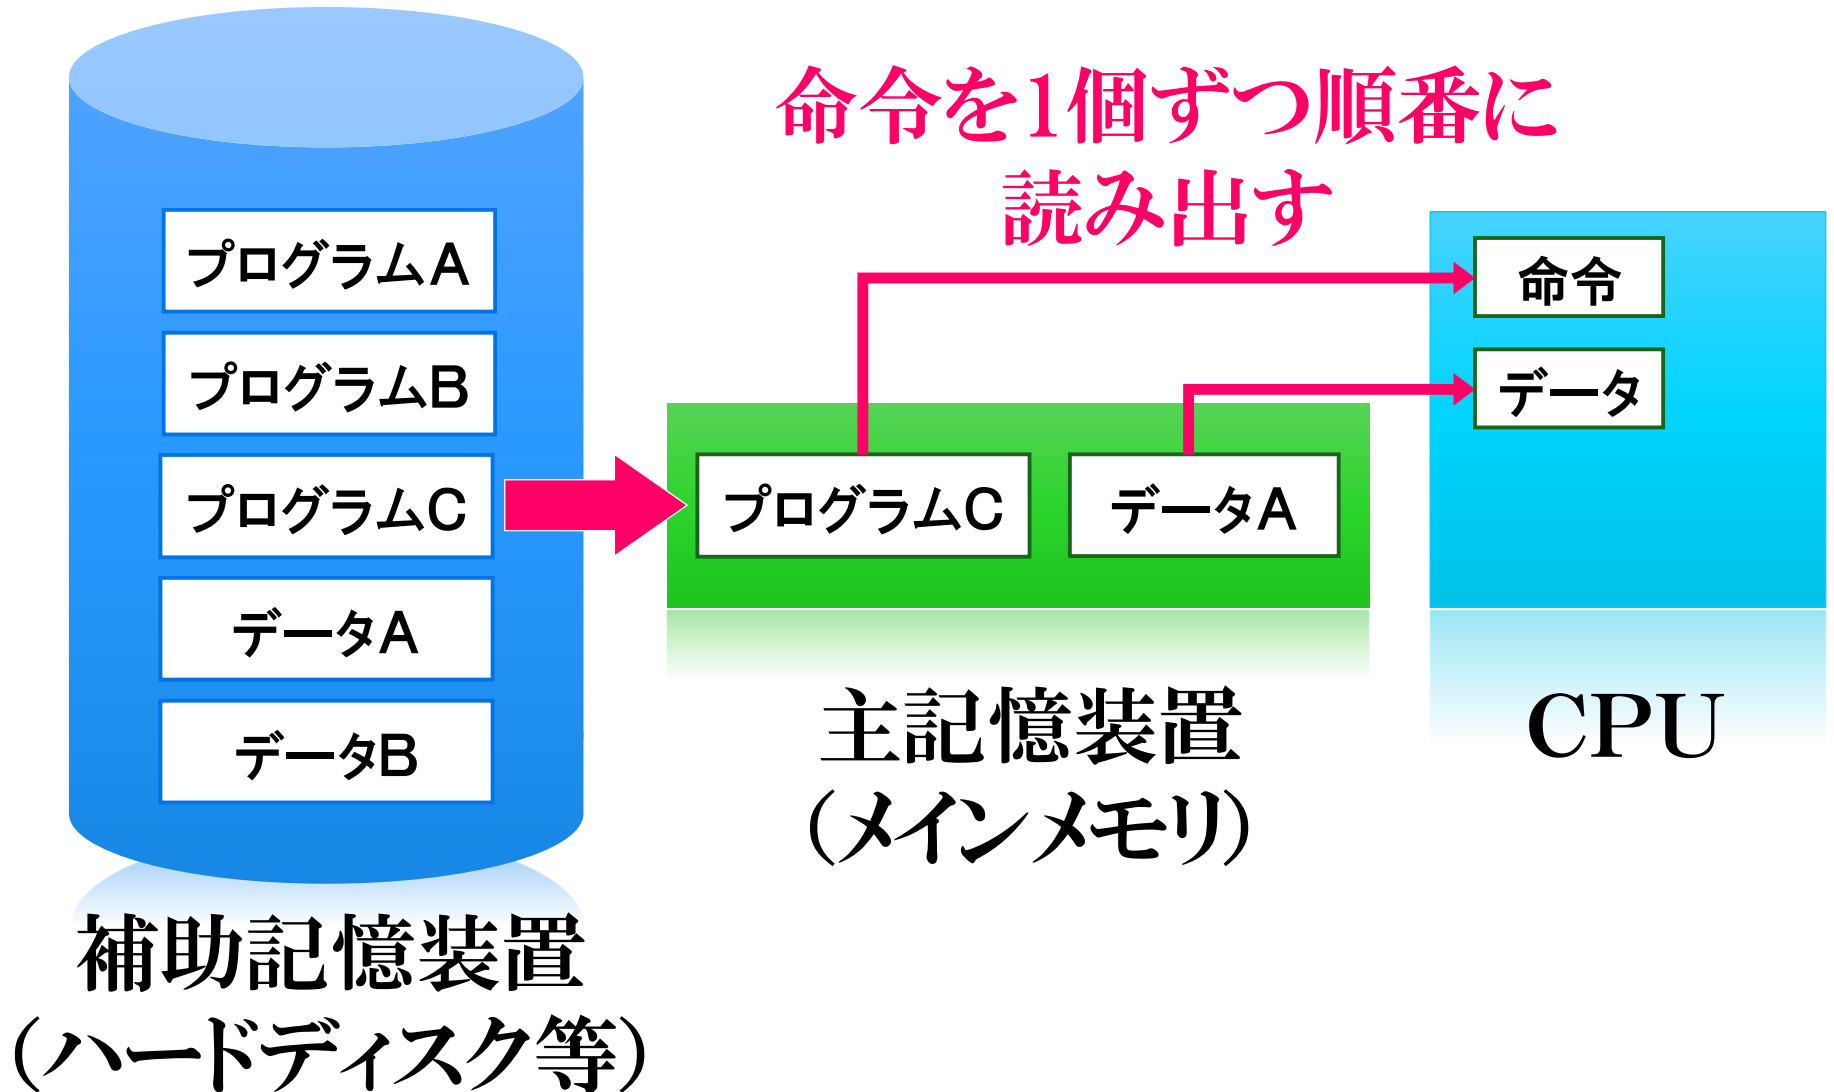 命令を1個ずつ順番に
読み出す
プログラムA
プログラムB
プログラムC
データA
データB
プログラムC
データA
命令
データ
主記憶装置
(メインメモリ)
CPU
補助記憶装置
(ハードディスク等)